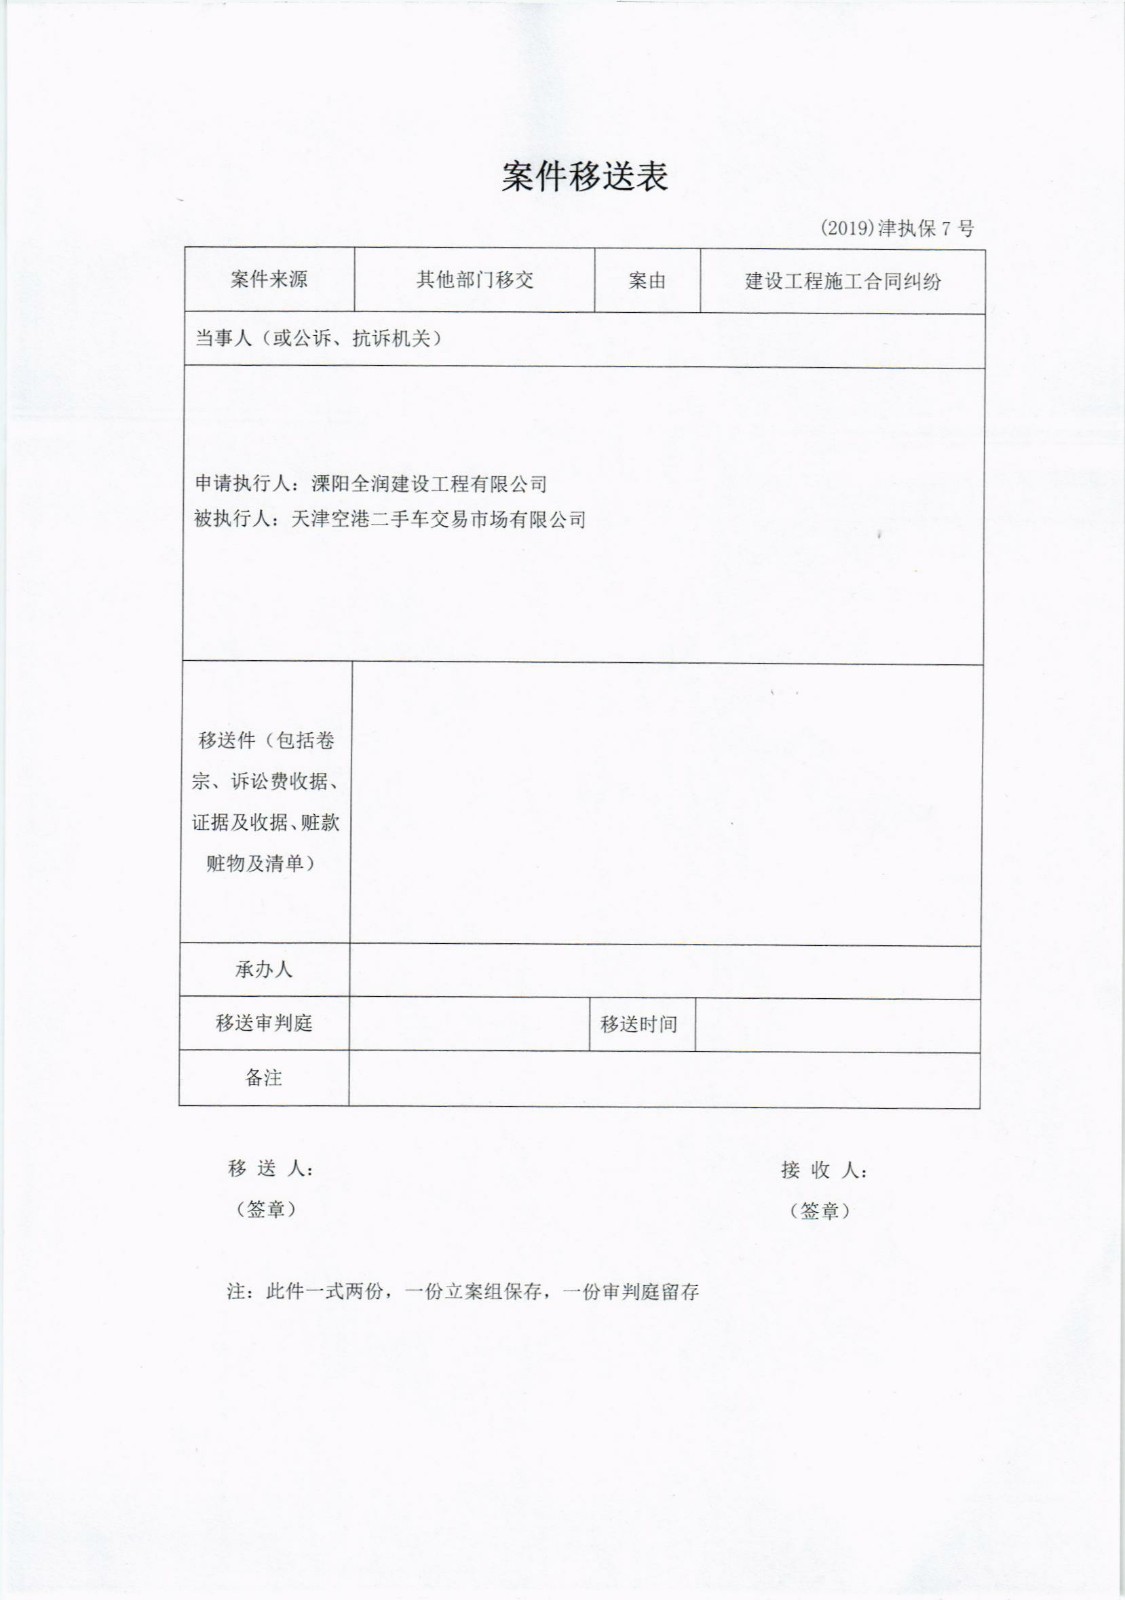 案件移送表
(2019)津执保 7 号
案件来源 其他部门移交 案由 建设工程施工合同纠纷
当事人（或公诉、抗诉机关）
申请执行人：溧阳全润建设工程有限公司
被执行人：天津空港二手车交易市场有限公司
移送件（包括卷
宗、诉讼费收据、
证据及收据、赃款
赃物及清单）
承办人
移送审判庭 移送时间
备注
移 送 人： 接 收 人：
（签章） （签章）
注：此件一式两份，一份立案组保存，一份审判庭留存